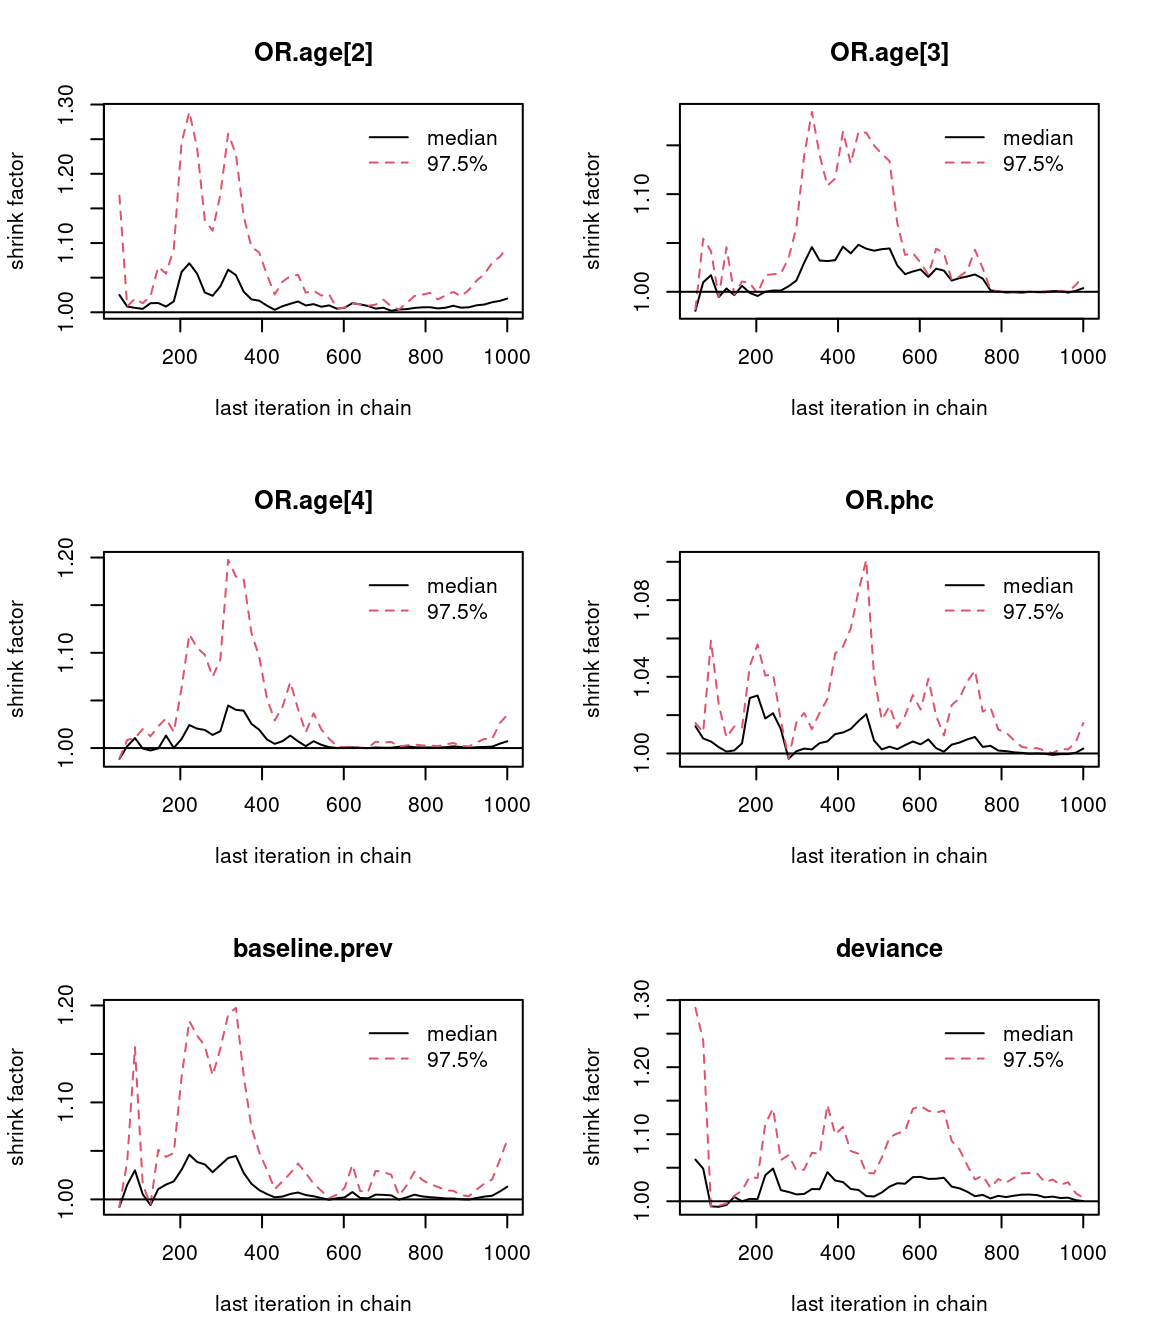 OR.age[2]
shrink factor
1.00 1.10 1.20 1.30
median
97.5%
200 400 600 800 1000
last iteration in chain
OR.age[3]
shrink factor
1.00 1.10
median
97.5%
200 400 600 800 1000
last iteration in chain
OR.age[4]
shrink factor
1.00 1.10 1.20
median
97.5%
200 400 600 800 1000
last iteration in chain
OR.phc
shrink factor
1.00 1.04 1.08
median
97.5%
200 400 600 800 1000
last iteration in chain
baseline.prev
shrink factor
1.00 1.10 1.20
median
97.5%
200 400 600 800 1000
last iteration in chain
deviance
shrink factor
1.00 1.10 1.20 1.30
median
97.5%
200 400 600 800 1000
last iteration in chain